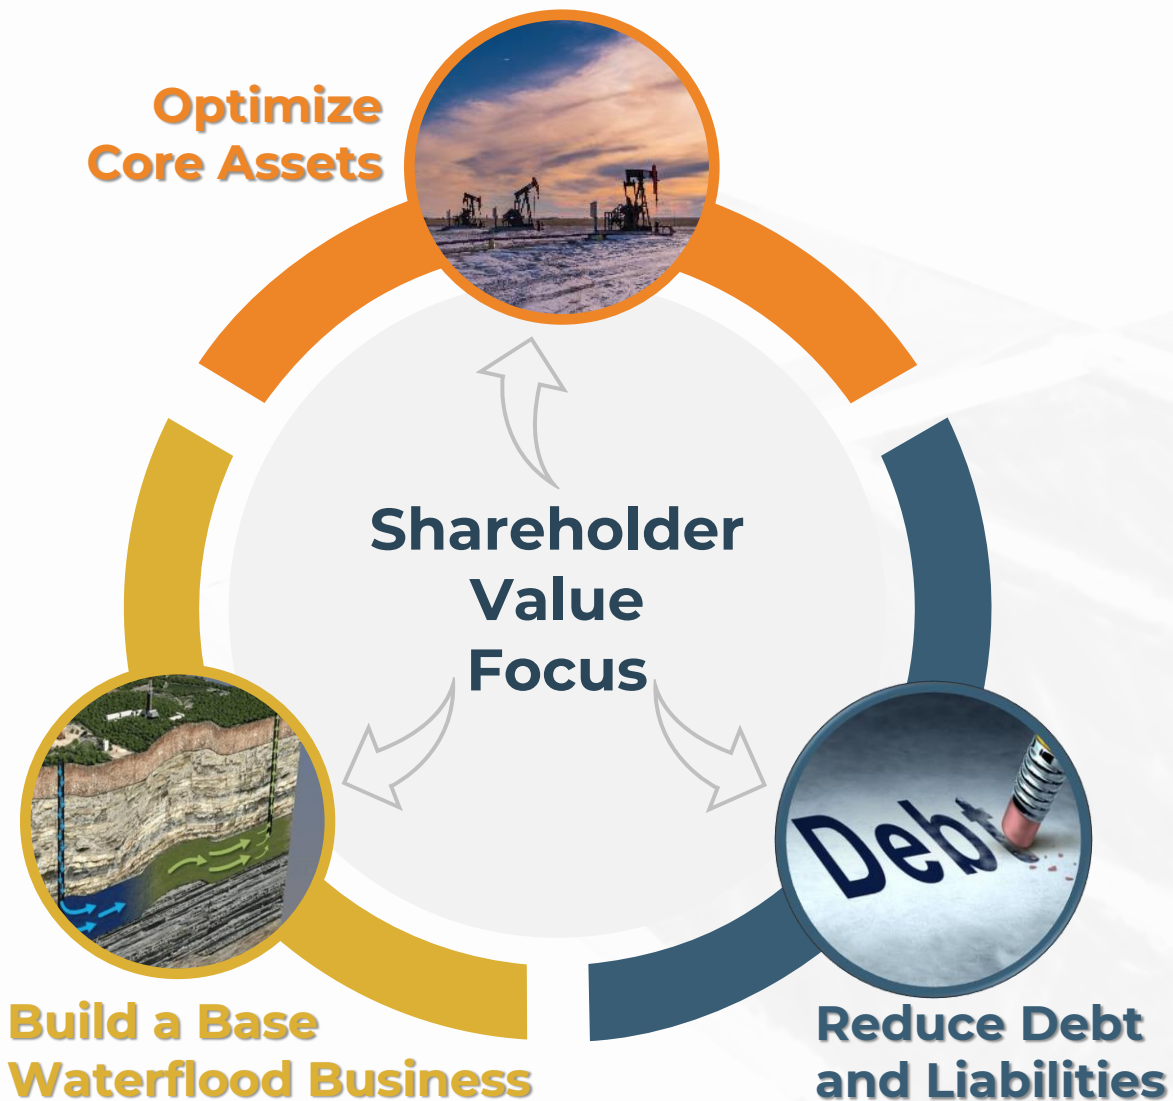 Optimize
Core Assets
Shareholder
Value
Focus
Debt
Build a Base
Waterflood Business
Reduce Debt
and Liabilities